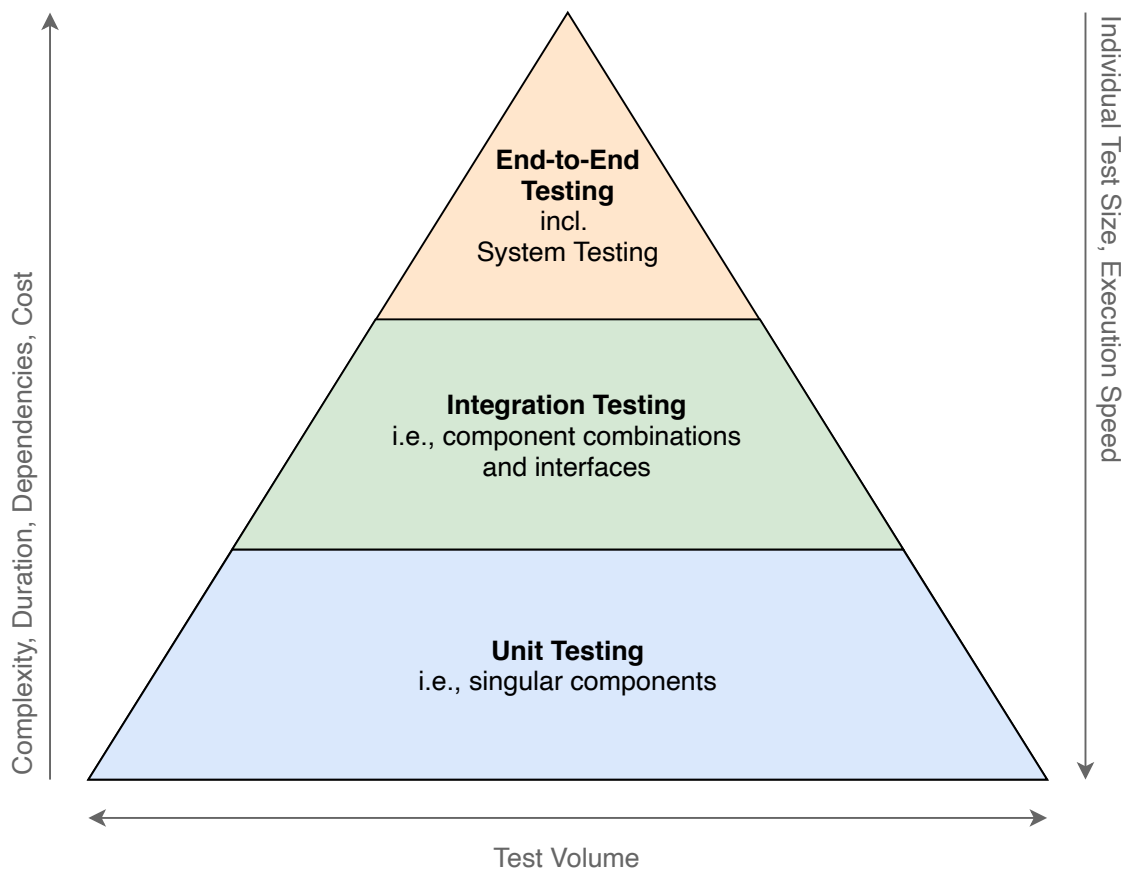 End-to-End
Testing
incl.
System Testing
Integration Testing
i.e., component combinations
and interfaces
Unit Testing
i.e., singular components
Complexity, Duration, Dependencies, Cost
Individual Test Size, Execution Speed
Test Volume